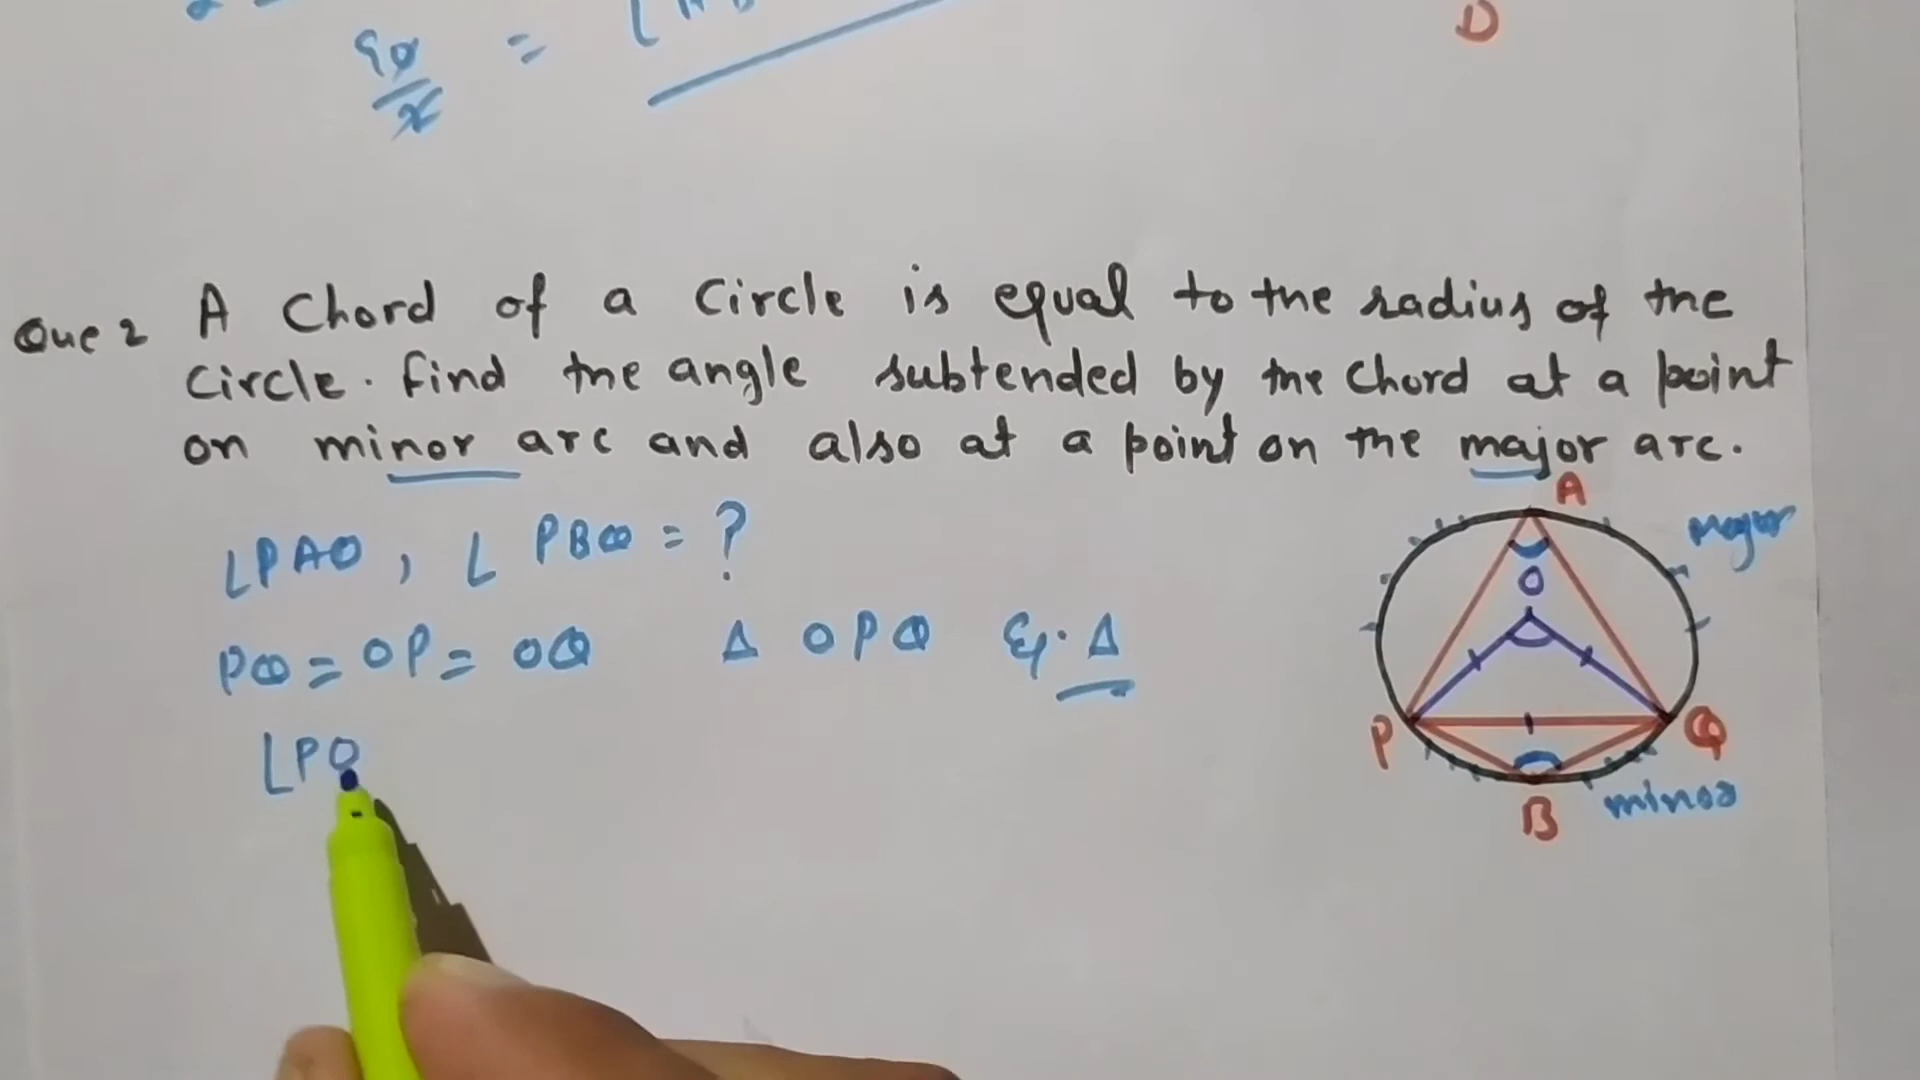 D
90/x =
Que 2 A Chord of a Circle is equal to the radius of the
Circle. Find the angle subtended by the Chord at a point
on minor arc and also at a point on the major arc.
∠PAQ, ∠PBQ = ?
PQ = OP = OQ Δ OPQ Eq. Δ
∠PO
A
major
O
P
Q
B
minor